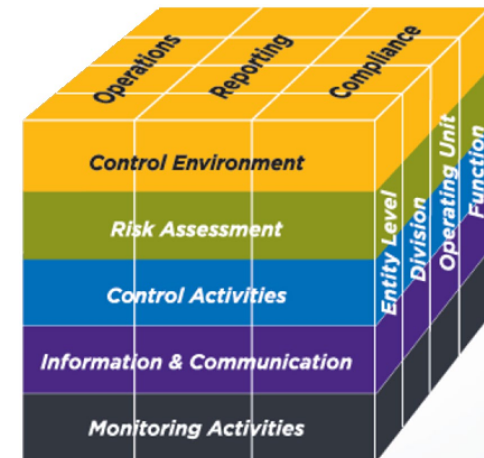 Operations
Reporting
Compliance
Control Environment
Risk Assessment
Control Activities
Information & Communication
Monitoring Activities
Entity Level
Division
Operating Unit
Function